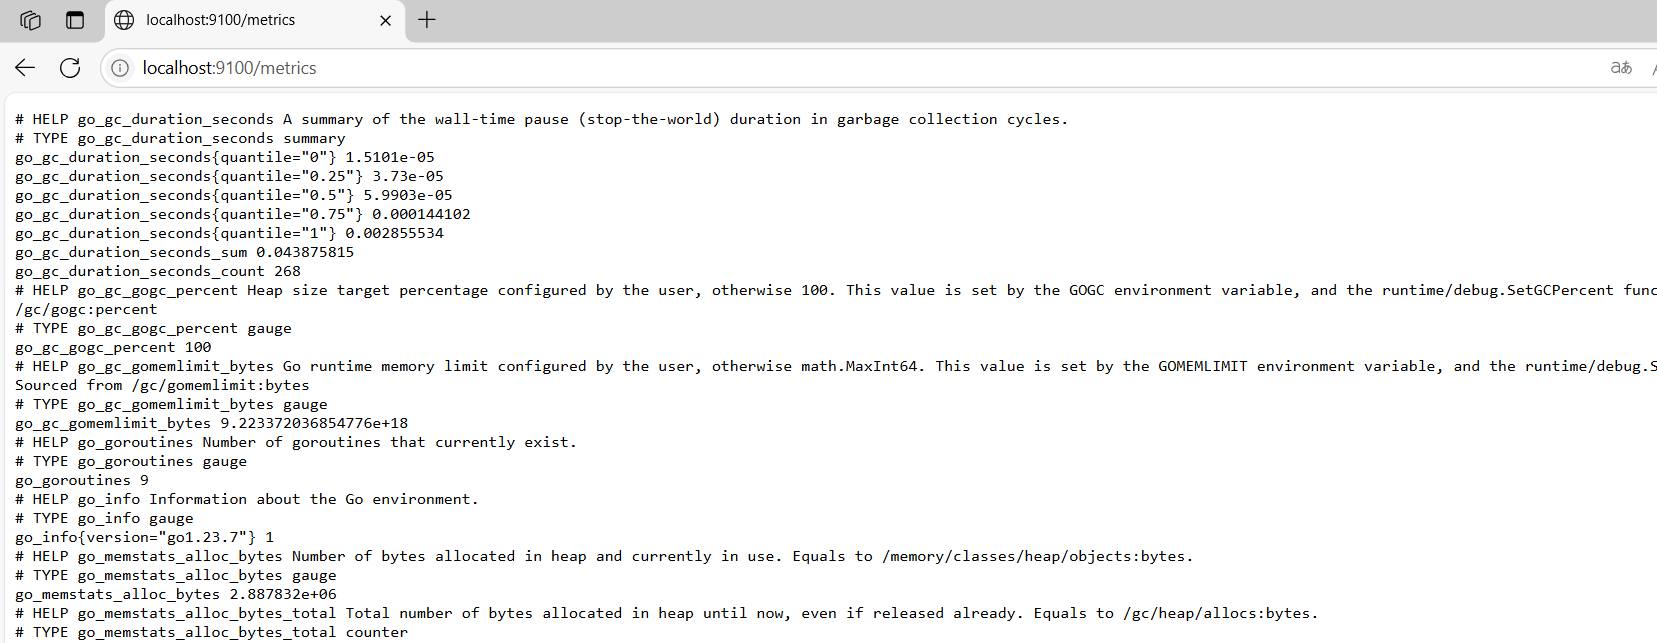 localhost:9100/metrics
localhost:9100/metrics
aあ
# HELP go_gc_duration_seconds A summary of the wall-time pause (stop-the-world) duration in garbage collection cycles.
# TYPE go_gc_duration_seconds summary
go_gc_duration_seconds{quantile="0"} 1.5101e-05
go_gc_duration_seconds{quantile="0.25"} 3.73e-05
go_gc_duration_seconds{quantile="0.5"} 5.9903e-05
go_gc_duration_seconds{quantile="0.75"} 0.000144102
go_gc_duration_seconds{quantile="1"} 0.002855534
go_gc_duration_seconds_sum 0.043875815
go_gc_duration_seconds_count 268
# HELP go_gc_gogc_percent Heap size target percentage configured by the user, otherwise 100. This value is set by the GOGC environment variable, and the runtime/debug.SetGCPercent func
/gc/gogc:percent
# TYPE go_gc_gogc_percent gauge
go_gc_gogc_percent 100
# HELP go_gc_gomemlimit_bytes Go runtime memory limit configured by the user, otherwise math.MaxInt64. This value is set by the GOMEMLIMIT environment variable, and the runtime/debug.S
Sourced from /gc/gomemlimit:bytes
# TYPE go_gc_gomemlimit_bytes gauge
go_gc_gomemlimit_bytes 9.223372036854776e+18
# HELP go_goroutines Number of goroutines that currently exist.
# TYPE go_goroutines gauge
go_goroutines 9
# HELP go_info Information about the Go environment.
# TYPE go_info gauge
go_info{version="go1.23.7"} 1
# HELP go_memstats_alloc_bytes Number of bytes allocated in heap and currently in use. Equals to /memory/classes/heap/objects:bytes.
# TYPE go_memstats_alloc_bytes gauge
go_memstats_alloc_bytes 2.887832e+06
# HELP go_memstats_alloc_bytes_total Total number of bytes allocated in heap until now, even if released already. Equals to /gc/heap/allocs:bytes.
# TYPE go_memstats_alloc_bytes_total counter